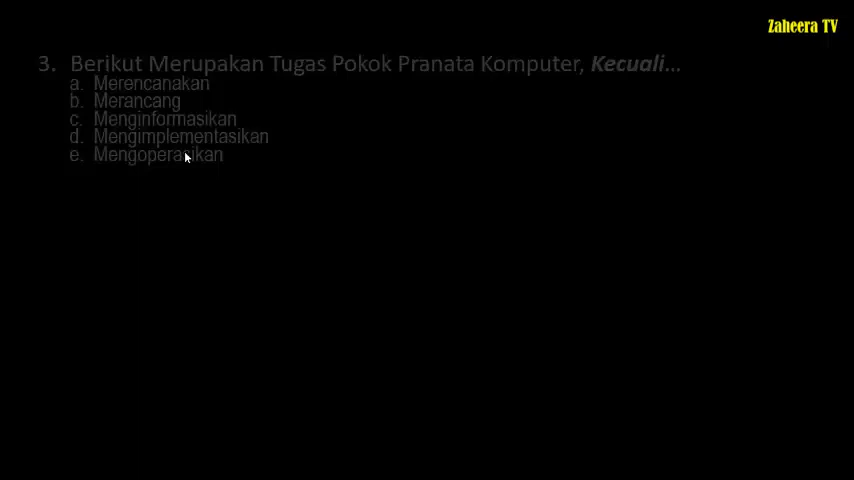 Zaheera TV
3. Berikut Merupakan Tugas Pokok Pranata Komputer, Kecuali...
a. Merencanakan
b. Merancang
c. Menginformasikan
d. Mengimplementasikan
e. Mengoperasikan